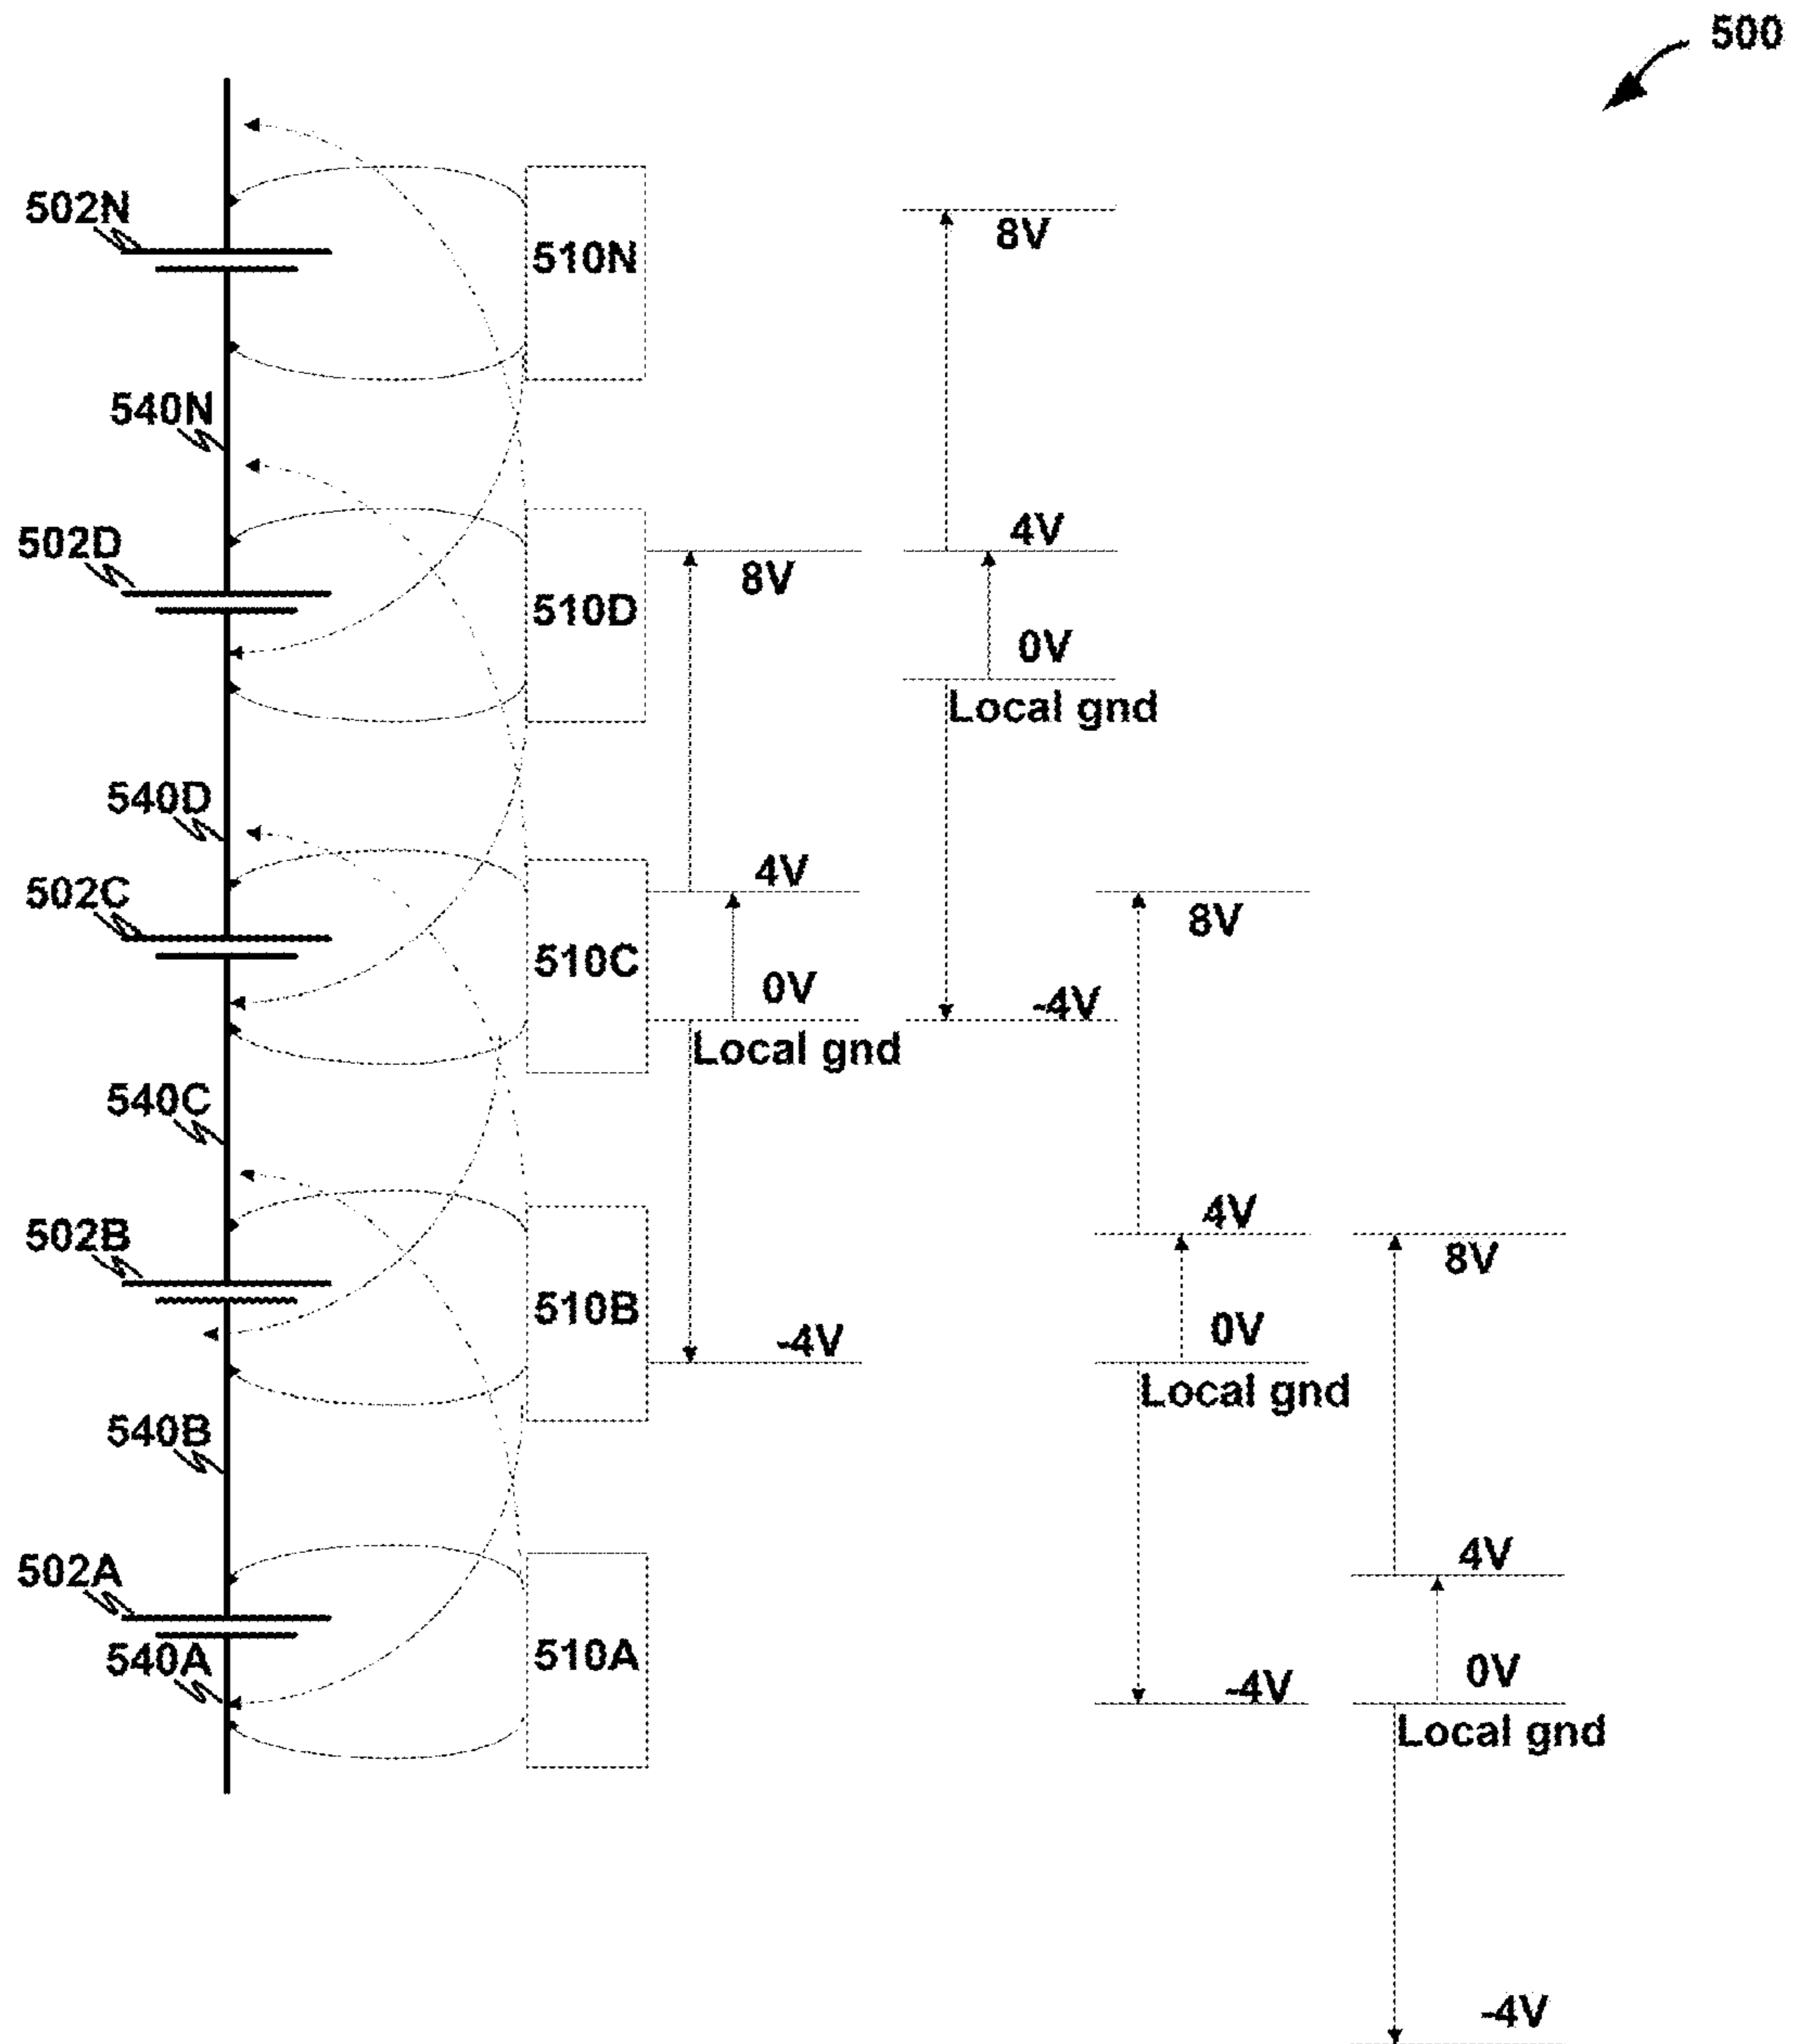 500
502N
510N
8V
540N
4V
502D
8V
510D
0V
Local gnd
540D
4V
502C
8V
510C
0V
-4V
Local gnd
540C
4V
502B
8V
510B
0V
-4V
Local gnd
540B
4V
502A
510A
540A
0V
-4V
Local gnd
-4V